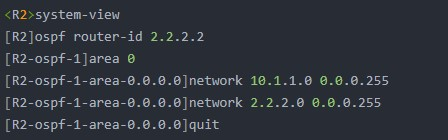 <R2>system-view
[R2]ospf router-id 2.2.2.2
[R2-ospf-1]area 0
[R2-ospf-1-area-0.0.0.0]network 10.1.1.0 0.0.0.255
[R2-ospf-1-area-0.0.0.0]network 2.2.2.0 0.0.0.255
[R2-ospf-1-area-0.0.0.0]quit